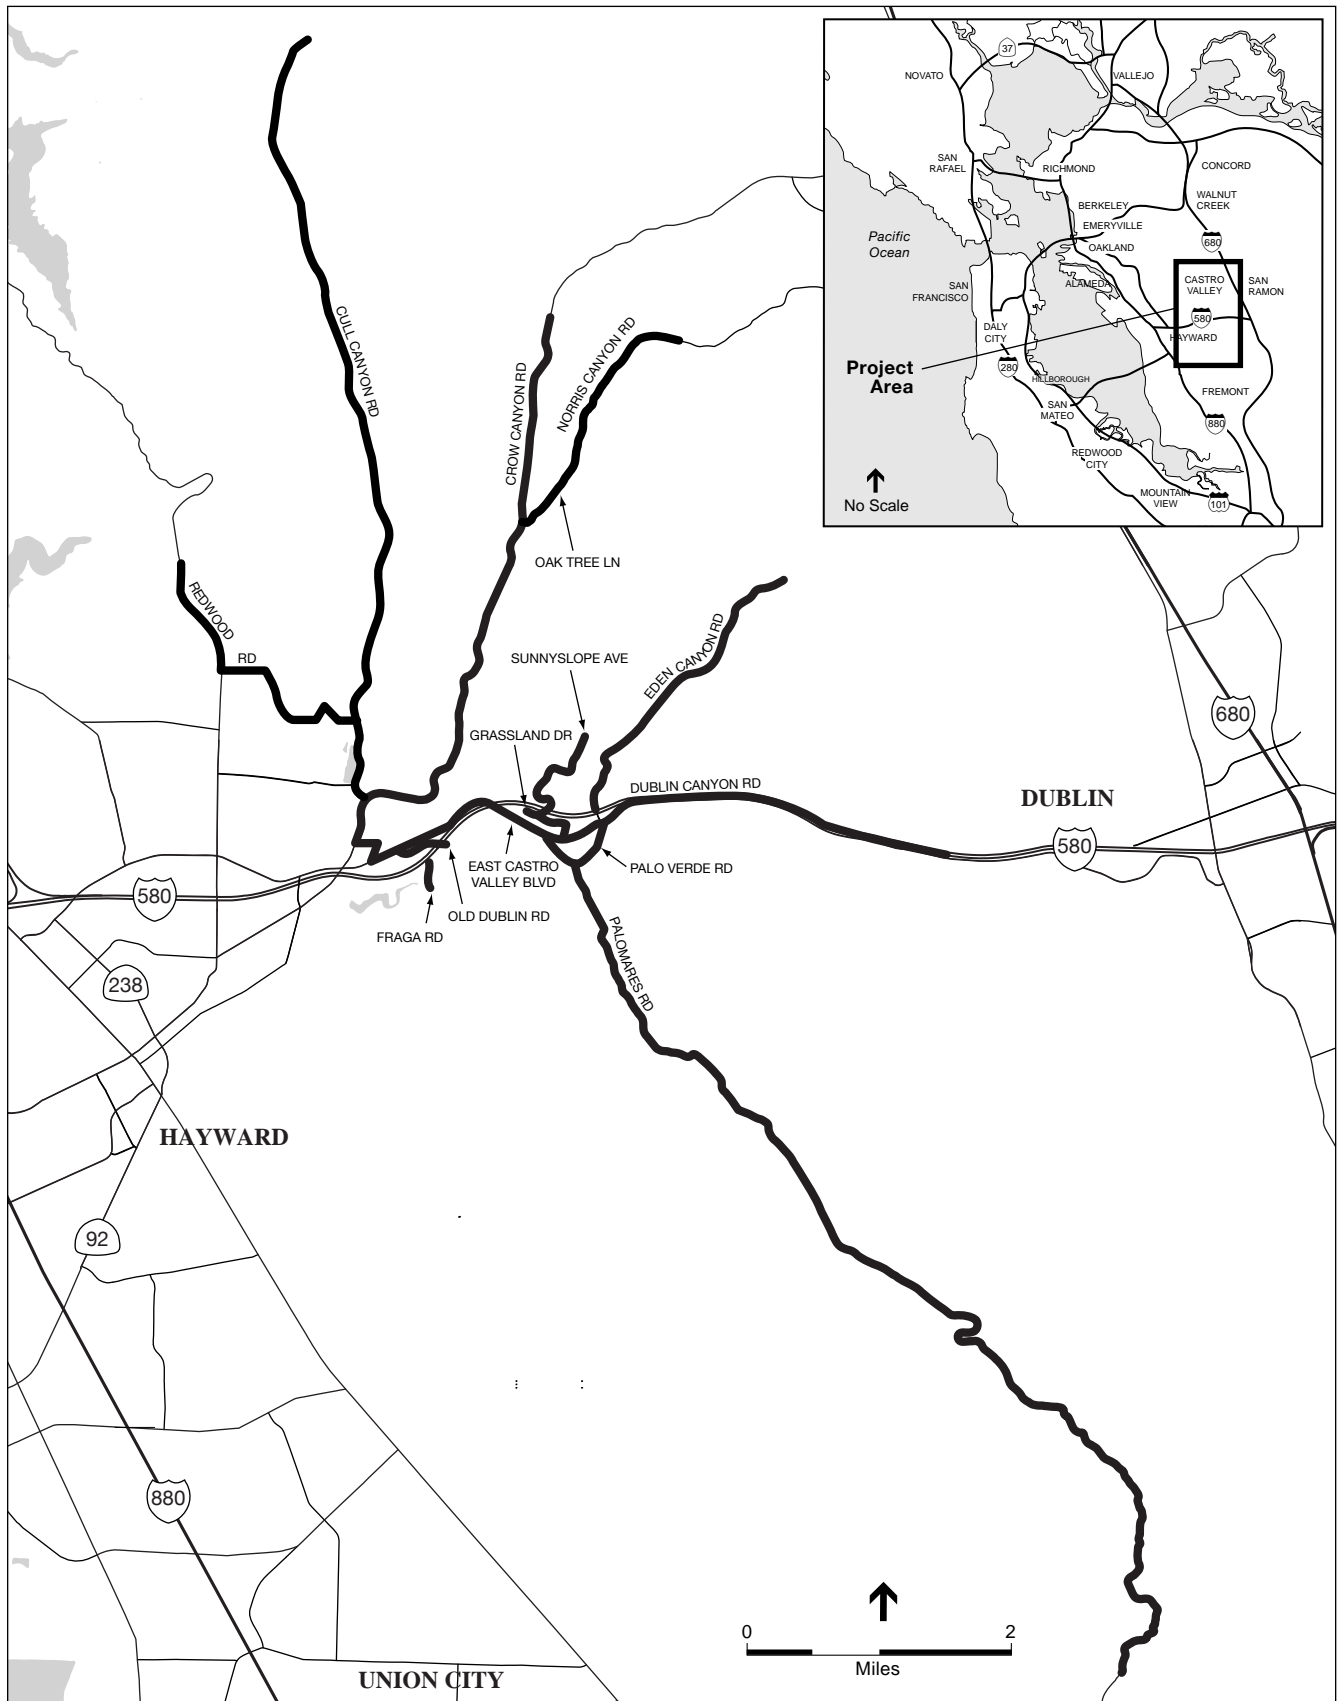 37
NOVATO
VALLEJO
SAN
RAFAEL
RICHMOND
CONCORD
WALNUT
CREEK
BERKELEY
EMERYVILLE
OAKLAND
680
Pacific
Ocean
ALAMEDA
CASTRO
VALLEY
SAN
RAMON
SAN
FRANCISCO
580
DALY
CITY
HAYWARD
Project
Area
280
HILLBOROUGH
FREMONT
SAN
MATEO
880
REDWOOD
CITY
MOUNTAIN
VIEW
101
No Scale
CULL CANYON RD
CROW CANYON RD
NORRIS CANYON RD
OAK TREE LN
REDWOOD
RD
SUNNYSLOPE AVE
EDEN CANYON RD
GRASSLAND DR
680
DUBLIN CANYON RD
DUBLIN
580
EAST CASTRO
VALLEY BLVD
PALO VERDE RD
580
OLD DUBLIN RD
FRAGA RD
PALOMARES RD
238
HAYWARD
92
880
0
2
Miles
UNION CITY